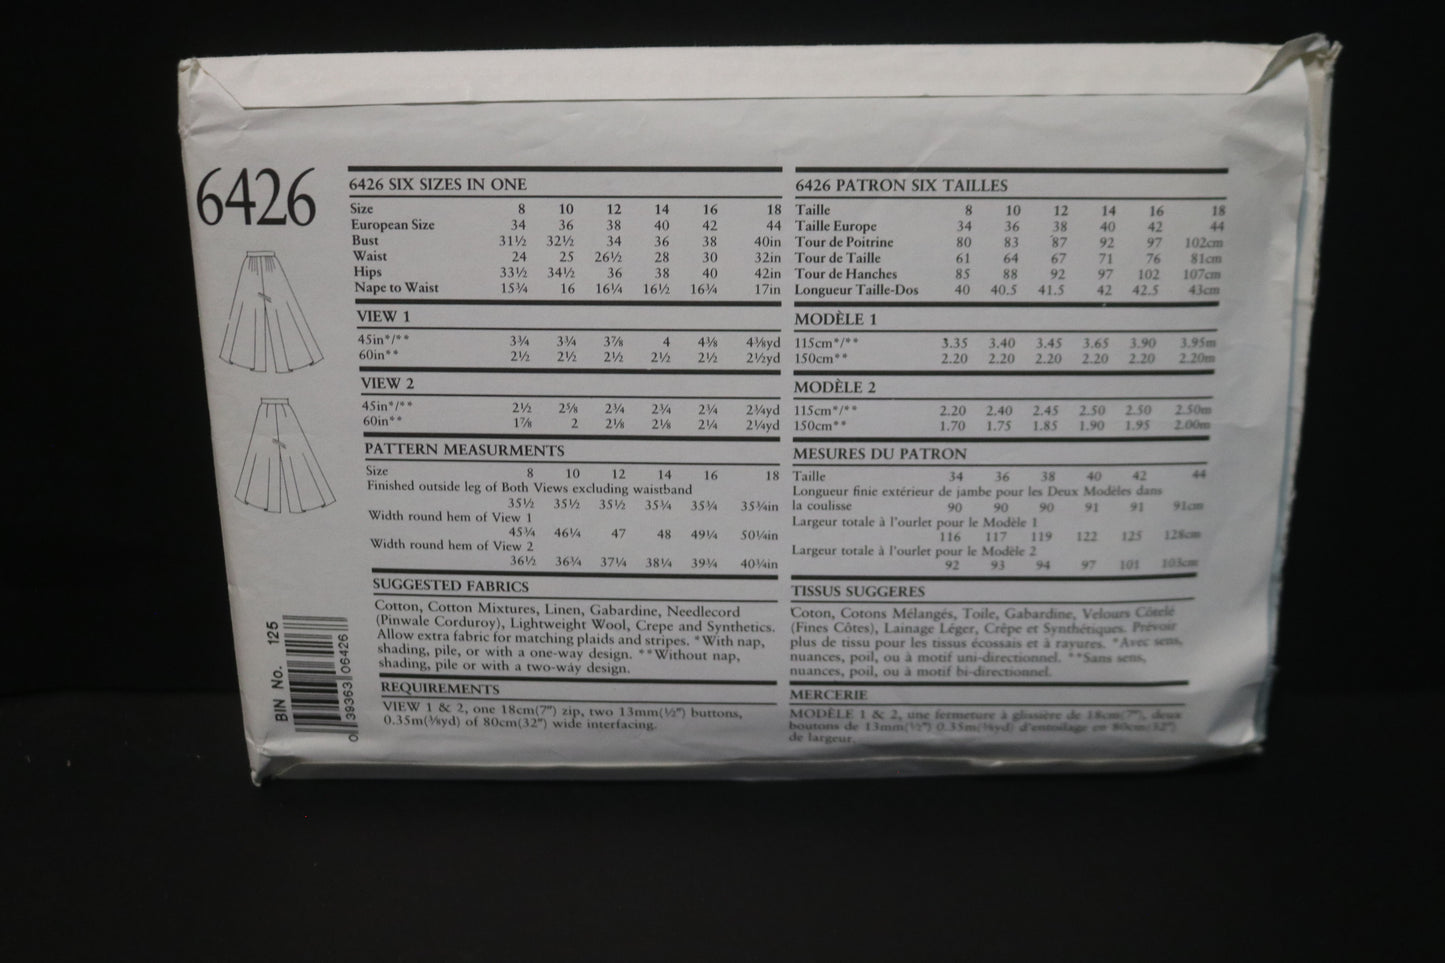 6426
6426 SIX SIZES IN ONE
Size 8 10 12 14 16 18
European Size 34 36 38 40 42 44
Bust 31½ 32½ 34 36 38 40in
Waist 24 25 26½ 28 30 32in
Hips 33½ 34½ 36 38 40 42in
Nape to Waist 15¾ 16 16¼ 16½ 16¾ 17in
VIEW 1
45in*/** 3¾ 3¾ 3⅞ 4 4⅜ 4⅜yd
60in** 2½ 2½ 2½ 2½ 2½ 2½yd
VIEW 2
45in*/** 2½ 2⅝ 2¾ 2¾ 2¾ 2¾yd
60in** 1⅞ 2 2⅛ 2⅛ 2¼ 2¼yd
PATTERN MEASURMENTS
Size 8 10 12 14 16 18
Finished outside leg of Both Views excluding waistband
35½ 35½ 35½ 35¾ 35¾ 35¾in
Width round hem of View 1
45¾ 46¼ 47 48 49¼ 50¼in
Width round hem of View 2
36½ 36¾ 37¼ 38¼ 39¼ 40¾in
SUGGESTED FABRICS
Cotton, Cotton Mixtures, Linen, Gabardine, Needlecord
(Pinwale Corduroy), Lightweight Wool, Crepe and Synthetics.
Allow extra fabric for matching plaids and stripes. *With nap,
shading, pile, or with a one-way design. **Without nap,
shading, pile or with a two-way design.
REQUIREMENTS
VIEW 1 & 2, one 18cm(7") zip, two 13mm(½") buttons,
0.35m(⅜yd) of 80cm(32") wide interfacing.
6426 PATRON SIX TAILLES
Taille 8 10 12 14 16 18
Taille Europe 34 36 38 40 42 44
Tour de Poitrine 80 83 87 92 97 102cm
Tour de Taille 61 64 67 71 76 81cm
Tour de Hanches 85 88 92 97 102 107cm
Longueur Taille-Dos 40 40.5 41.5 42 42.5 43cm
MODÈLE 1
115cm*/** 3.35 3.40 3.45 3.65 3.90 3.95m
150cm** 2.20 2.20 2.20 2.20 2.20 2.20m
MODÈLE 2
115cm*/** 2.20 2.40 2.45 2.50 2.50 2.50m
150cm** 1.70 1.75 1.85 1.90 1.95 2.00m
MESURES DU PATRON
Taille 34 36 38 40 42 44
Longueur finie extérieur de jambe pour les Deux Modèles dans
la coulisse 90 90 90 91 91 91cm
Largeur totale à l'ourlet pour le Modèle 1
116 117 119 122 125 128cm
Largeur totale à l'ourlet pour le Modèle 2
92 93 94 97 101 103cm
TISSUS SUGGERES
Coton, Cotons Mélangés, Toile, Gabardine, Velours Côtelé
(Fines Côtes), Lainage Léger, Crêpe et Synthétiques. Prévoir
plus de tissu pour les tissus écossais et à rayures. *Avec sens,
nuances, poil, ou à motif uni-directionnel. **Sans sens,
nuances, poil, ou à motif bi-directionnel.
MERCERIE
MODÈLE 1 & 2, une fermeture à glissière de 18cm(7"), deux
boutons de 13mm(½") 0.35m(⅜yd) d'entoilage en 80cm(32")
de largeur.
BIN No. 125
0 39363 06426